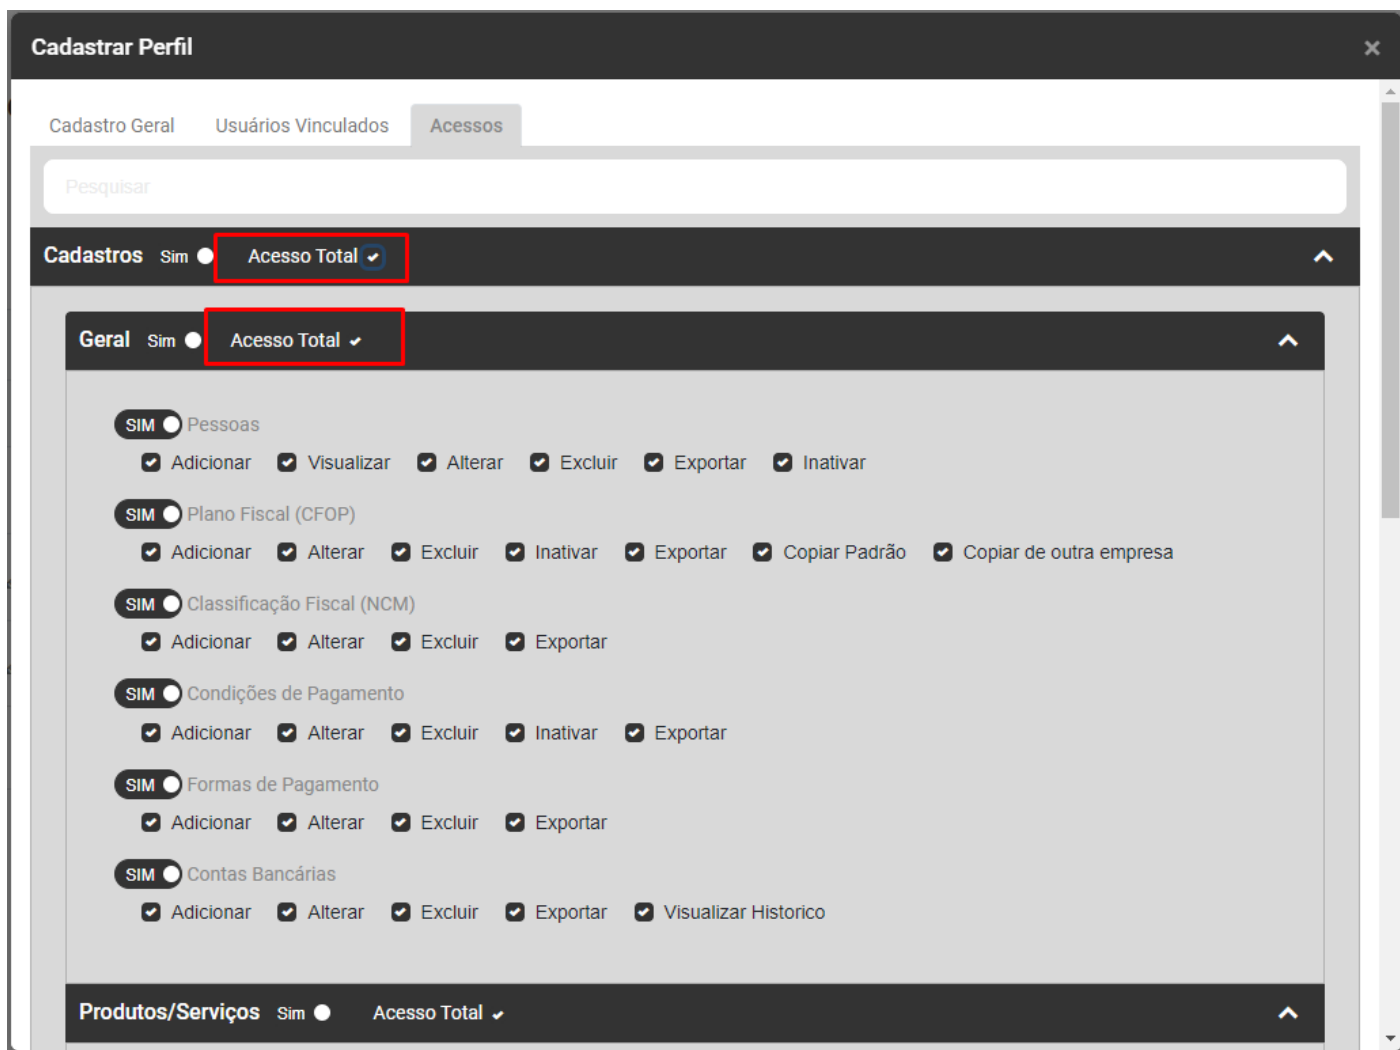 Cadastrar Perfil
Cadastro Geral Usuários Vinculados Acessos
Pesquisar
Cadastros Sim Acesso Total
Geral Sim Acesso Total
SIM Pessoas
Adicionar Visualizar Alterar Excluir Exportar Inativar
SIM Plano Fiscal (CFOP)
Adicionar Alterar Excluir Inativar Exportar Copiar Padrão Copiar de outra empresa
SIM Classificação Fiscal (NCM)
Adicionar Alterar Excluir Exportar
SIM Condições de Pagamento
Adicionar Alterar Excluir Inativar Exportar
SIM Formas de Pagamento
Adicionar Alterar Excluir Exportar
SIM Contas Bancárias
Adicionar Alterar Excluir Exportar Visualizar Historico
Produtos/Serviços Sim Acesso Total